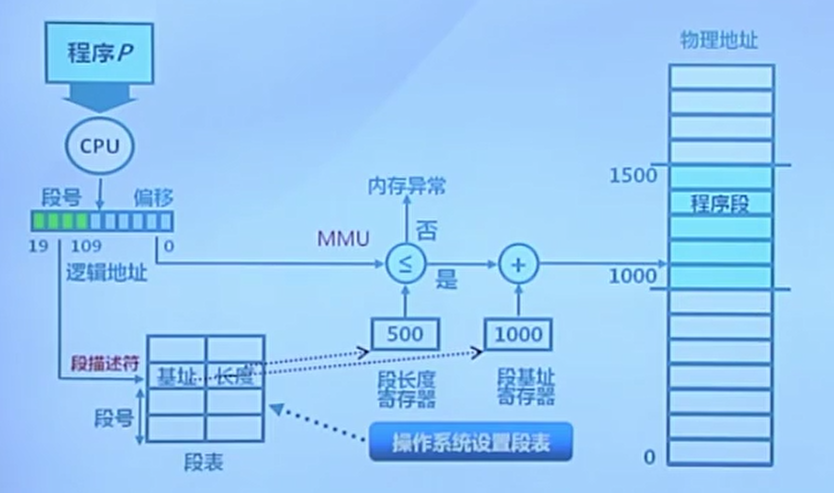 程序P
CPU
段号
偏移
19
109
0
逻辑地址
段描述符
基址
长度
段号
段表
MMU
内存异常
否
≤
是
+
500
1000
段长度
寄存器
段基址
寄存器
操作系统设置段表
物理地址
1500
程序段
1000
0